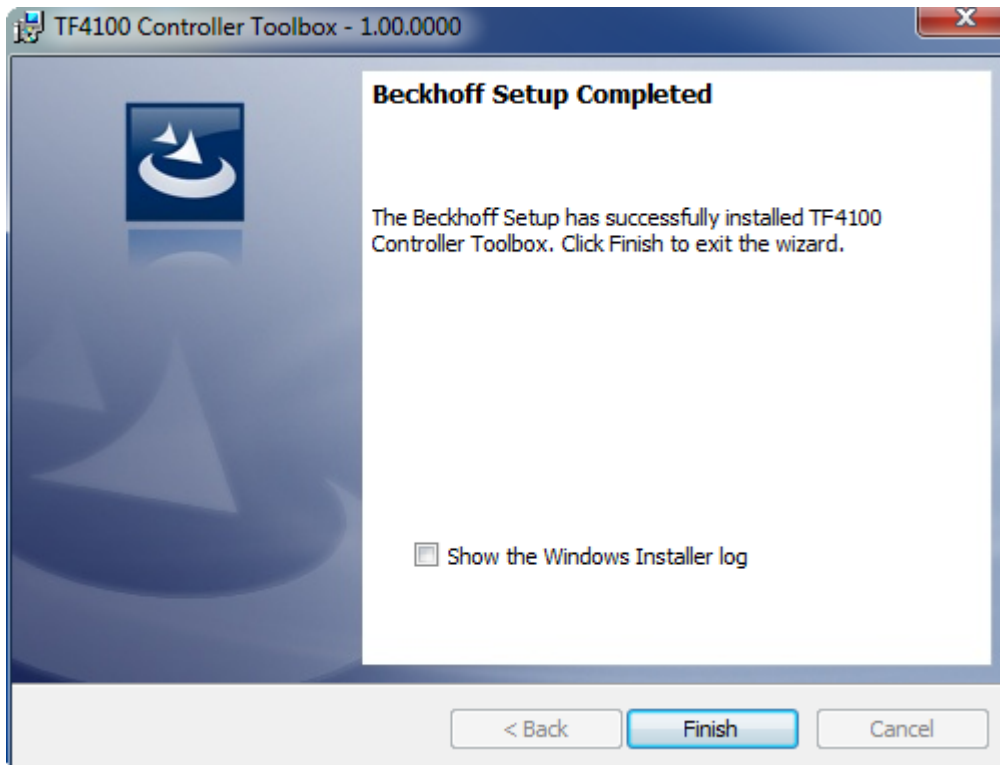 TF4100 Controller Toolbox - 1.00.0000
X
Beckhoff Setup Completed
The Beckhoff Setup has successfully installed TF4100
Controller Toolbox. Click Finish to exit the wizard.
Show the Windows Installer log
< Back
Finish
Cancel